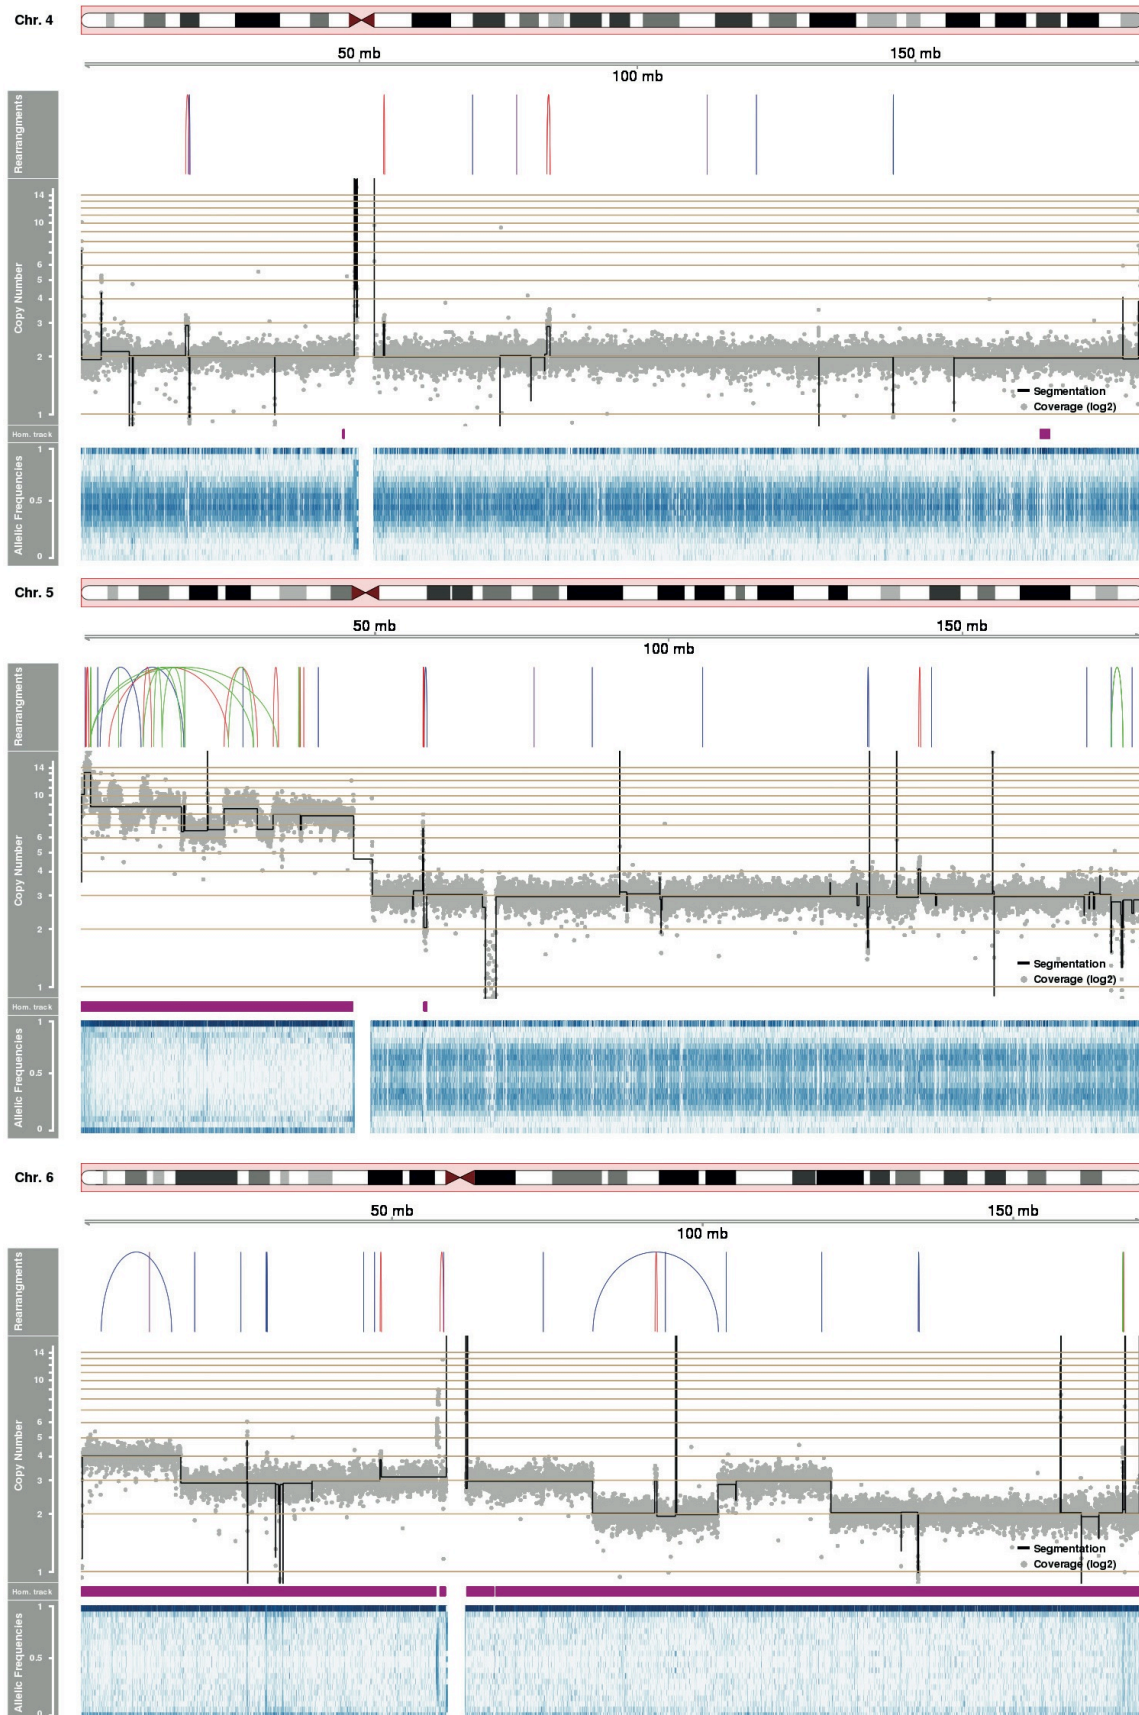 Chr. 4
50 mb
150 mb
100 mb
Rearrangments
Copy Number
14
10
6
5
4
3
2
1
Segmentation
Coverage (log2)
Hom. track
Allelic Frequencies
1
0.5
0
Chr. 5
50 mb
150 mb
100 mb
Rearrangments
Copy Number
14
10
6
5
4
3
2
1
Segmentation
Coverage (log2)
Hom. track
Allelic Frequencies
1
0.5
0
Chr. 6
50 mb
150 mb
100 mb
Rearrangments
Copy Number
14
10
6
5
4
3
2
1
Segmentation
Coverage (log2)
Hom. track
Allelic Frequencies
1
0.5
0